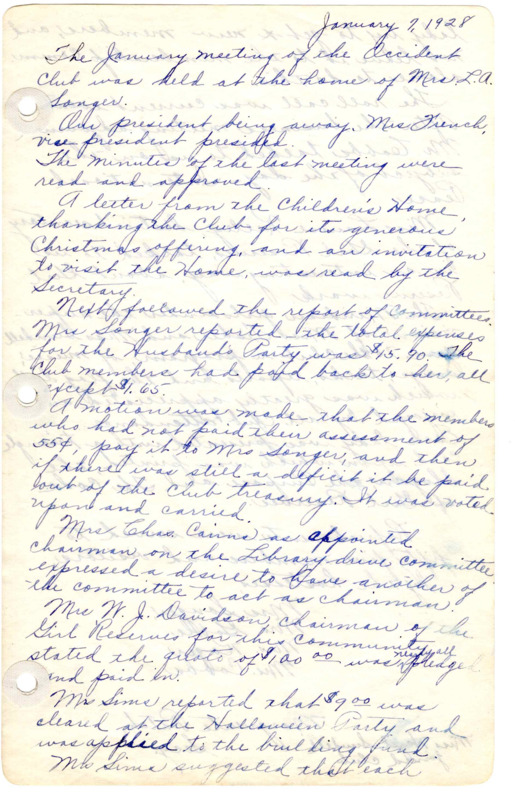 January 7, 1928
The January meeting of the Occident
Club was held at the home of Mrs L.A.
Songer.
Our president being away, Mrs French,
vice president presided.
The minutes of the last meeting were
read and approved.
A letter from the Children's Home,
thanking the Club for its generous
Christmas offering, and an invitation
to visit the Home, was read by the
Secretary.
Next followed the report of Committees.
Mrs Songer reported the total expenses
for the Husband's Party was $15.90. The
Club members had paid back to her, all
except $1.65.
A motion was made, that the members
who had not paid their assessment of
55¢, pay it to Mrs Songer, and then
if there was still a deficit it be paid
out of the Club treasury. It was voted
upon and carried.
Mrs Chas. Cairns as appointed
chairman on the Library drive committee
expressed a desire to have another of
the committee to act as chairman.
Mrs W. J. Davidson, chairman of the
Girl Reserves for this community
stated the quota of $100 00 was nearly all pledged
and paid in.
Mrs Sims reported that $9.00 was
cleared at the Halloween Party and
was applied to the building fund.
Mrs Sims suggested that each